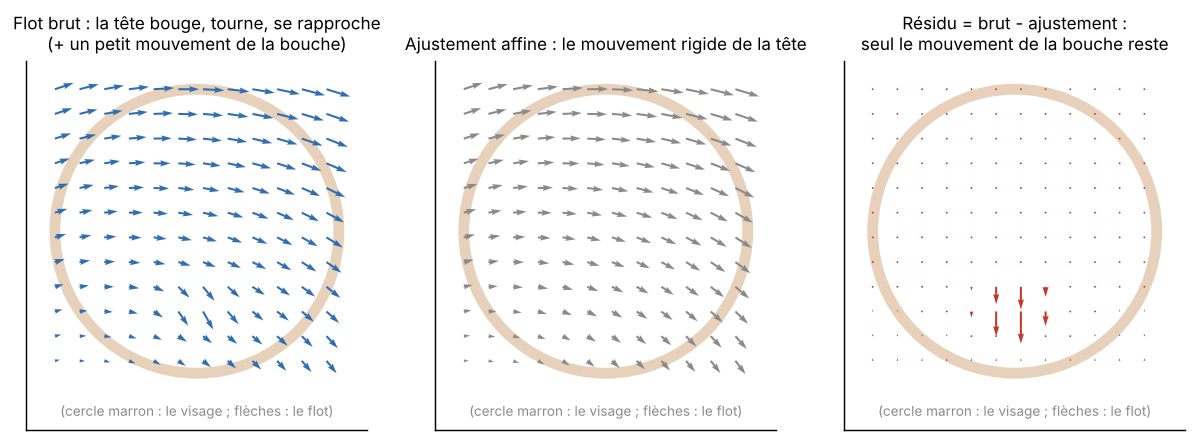 Flot brut : la tête bouge, tourne, se rapproche
(+ un petit mouvement de la bouche)
Ajustement affine : le mouvement rigide de la tête
Résidu = brut - ajustement :
seul le mouvement de la bouche reste
(cercle marron : le visage ; flèches : le flot)
(cercle marron : le visage ; flèches : le flot)
(cercle marron : le visage ; flèches : le flot)